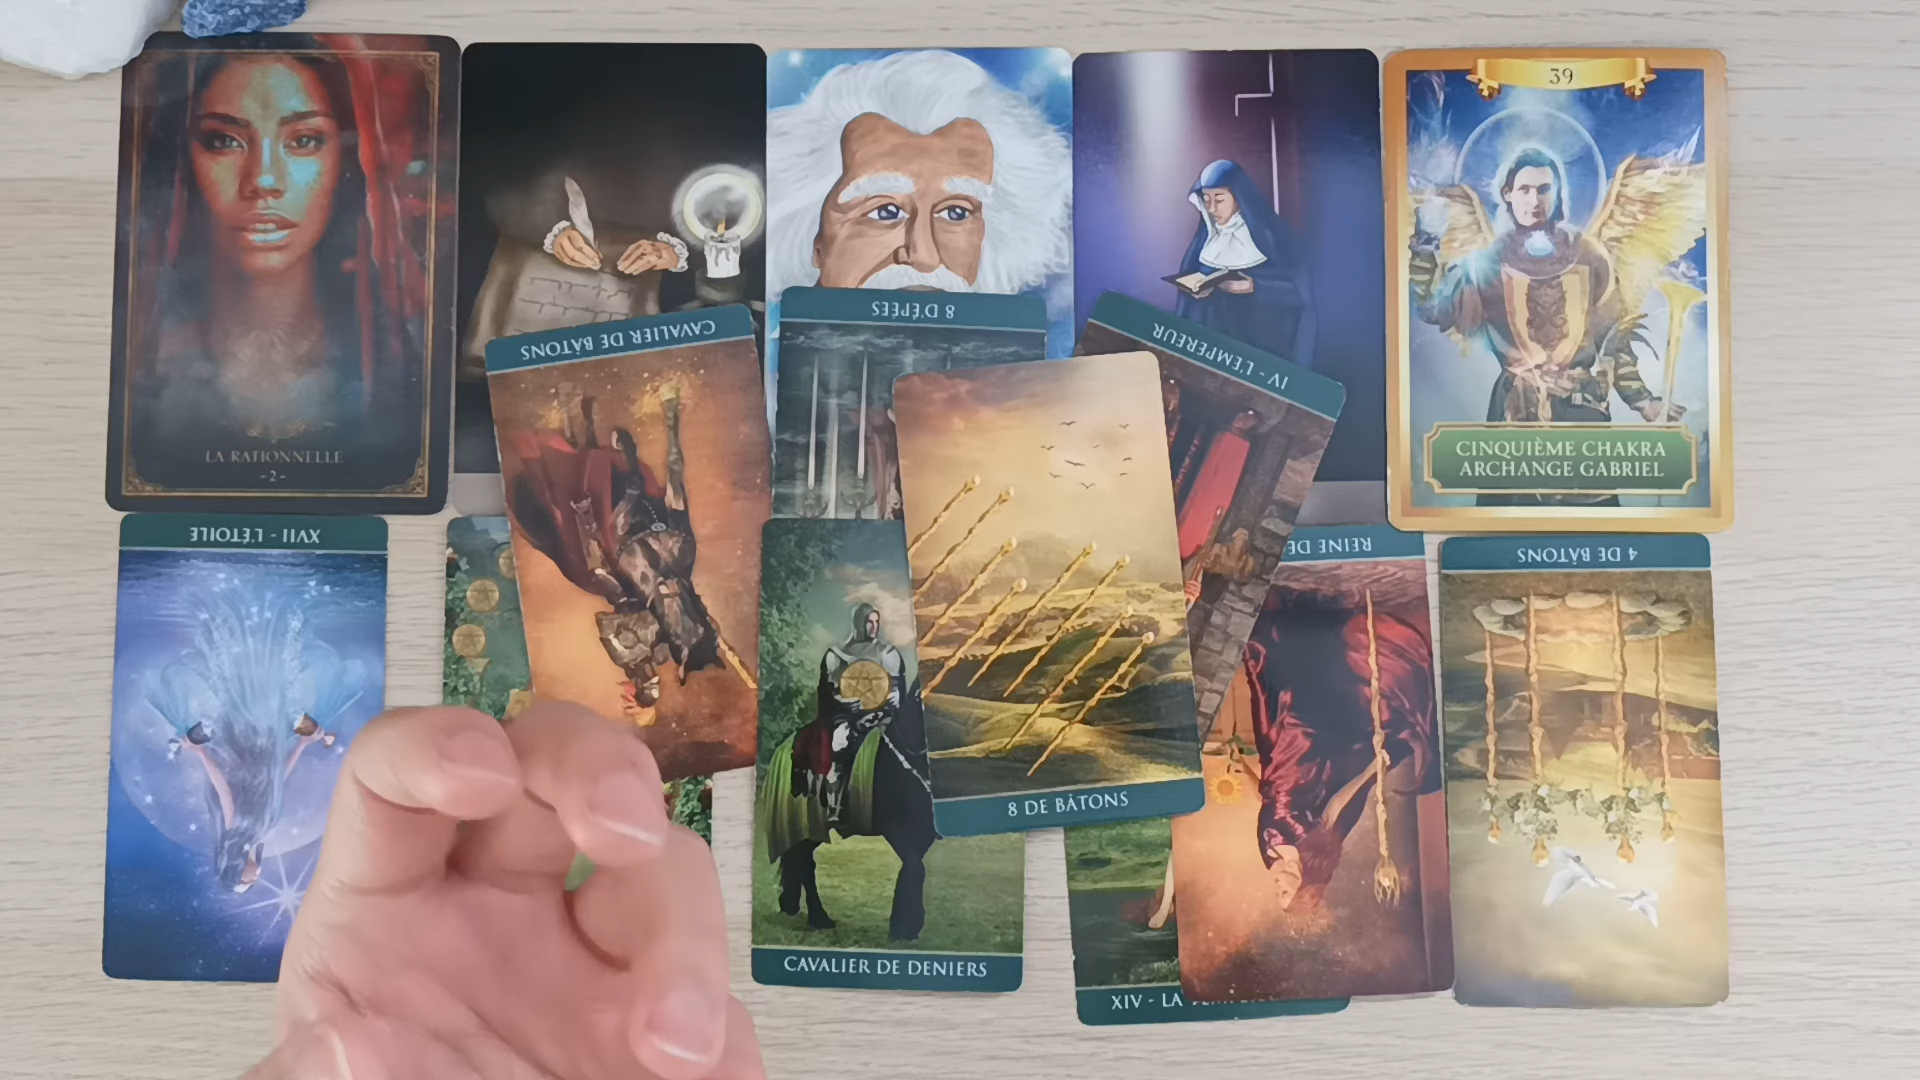 39
LA RATIONNELLE
-2-
CINQUIÈME CHAKRA
ARCHANGE GABRIEL
8 D'ÉPÉES
CAVALIER DE BÂTONS
IV - L'EMPEREUR
XVII - L'ÉTOILE
REINE DE
4 DE BÂTONS
8 DE BÂTONS
CAVALIER DE DENIERS
XIV - LA